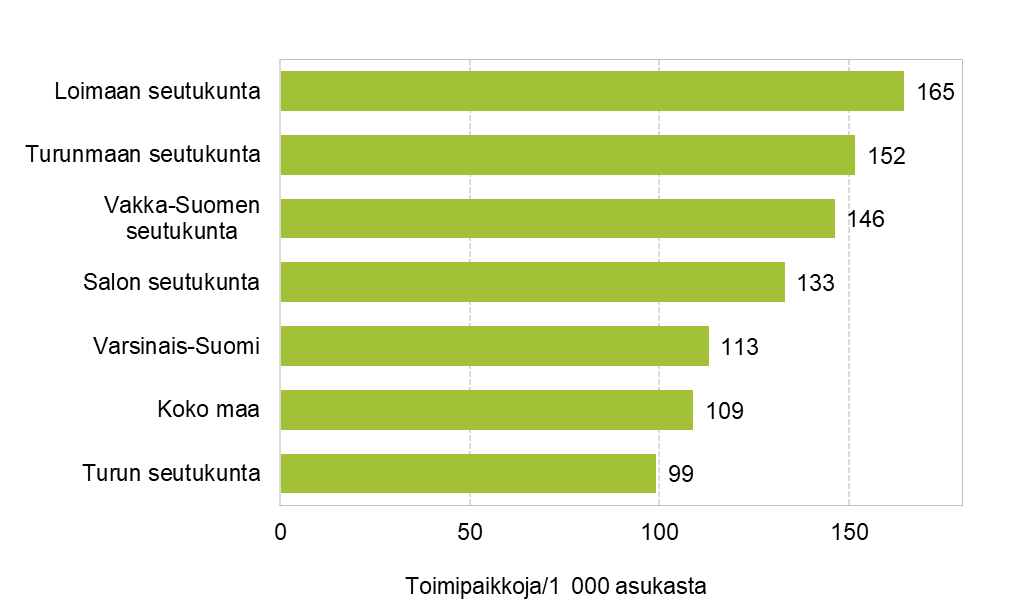 Loimaan seutukunta 165
Turunmaan seutukunta 152
Vakka-Suomen
seutukunta 146
Salon seutukunta 133
Varsinais-Suomi 113
Koko maa 109
Turun seutukunta 99
0 50 100 150
Toimipaikkoja/1 000 asukasta